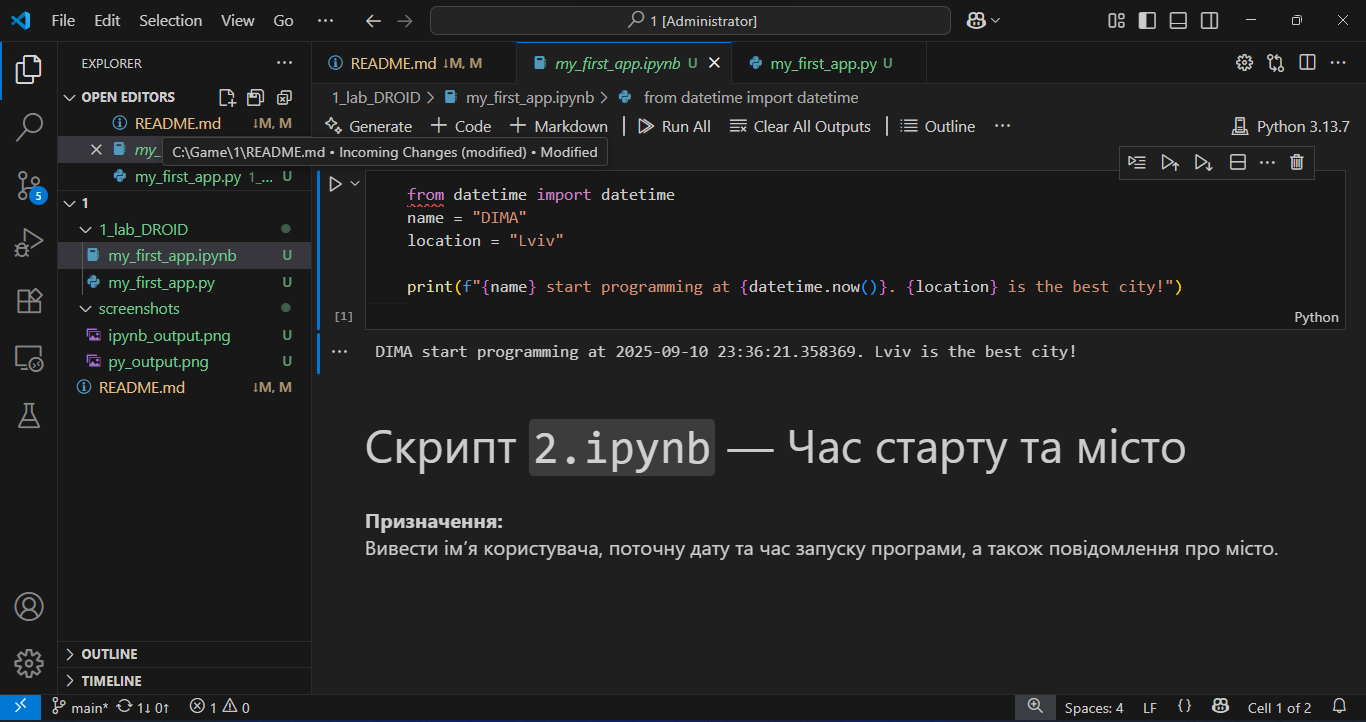 File Edit Selection View Go ··· 1 [Administrator]
EXPLORER ···
OPEN EDITORS
README.md ↓M, M
my_
my_first_app.py 1_... U
C:\Game\1\README.md • Incoming Changes (modified) • Modified
1
1_lab_DROID
my_first_app.ipynb U
my_first_app.py U
screenshots
ipynb_output.png U
py_output.png U
README.md ↓M, M
OUTLINE
TIMELINE
README.md ↓M, M my_first_app.ipynb U my_first_app.py U
1_lab_DROID > my_first_app.ipynb > from datetime import datetime
Generate + Code + Markdown Run All Clear All Outputs Outline ··· Python 3.13.7
from datetime import datetime
name = "DIMA"
location = "Lviv"
print(f"{name} start programming at {datetime.now()}. {location} is the best city!")
[1] Python
DIMA start programming at 2025-09-10 23:36:21.358369. Lviv is the best city!
Скрипт 2.ipynb — Час старту та місто
Призначення:
Вивести ім’я користувача, поточну дату та час запуску програми, а також повідомлення про місто.
5
main* 1↓ 0↑ 1 0 Spaces: 4 LF {} Cell 1 of 2